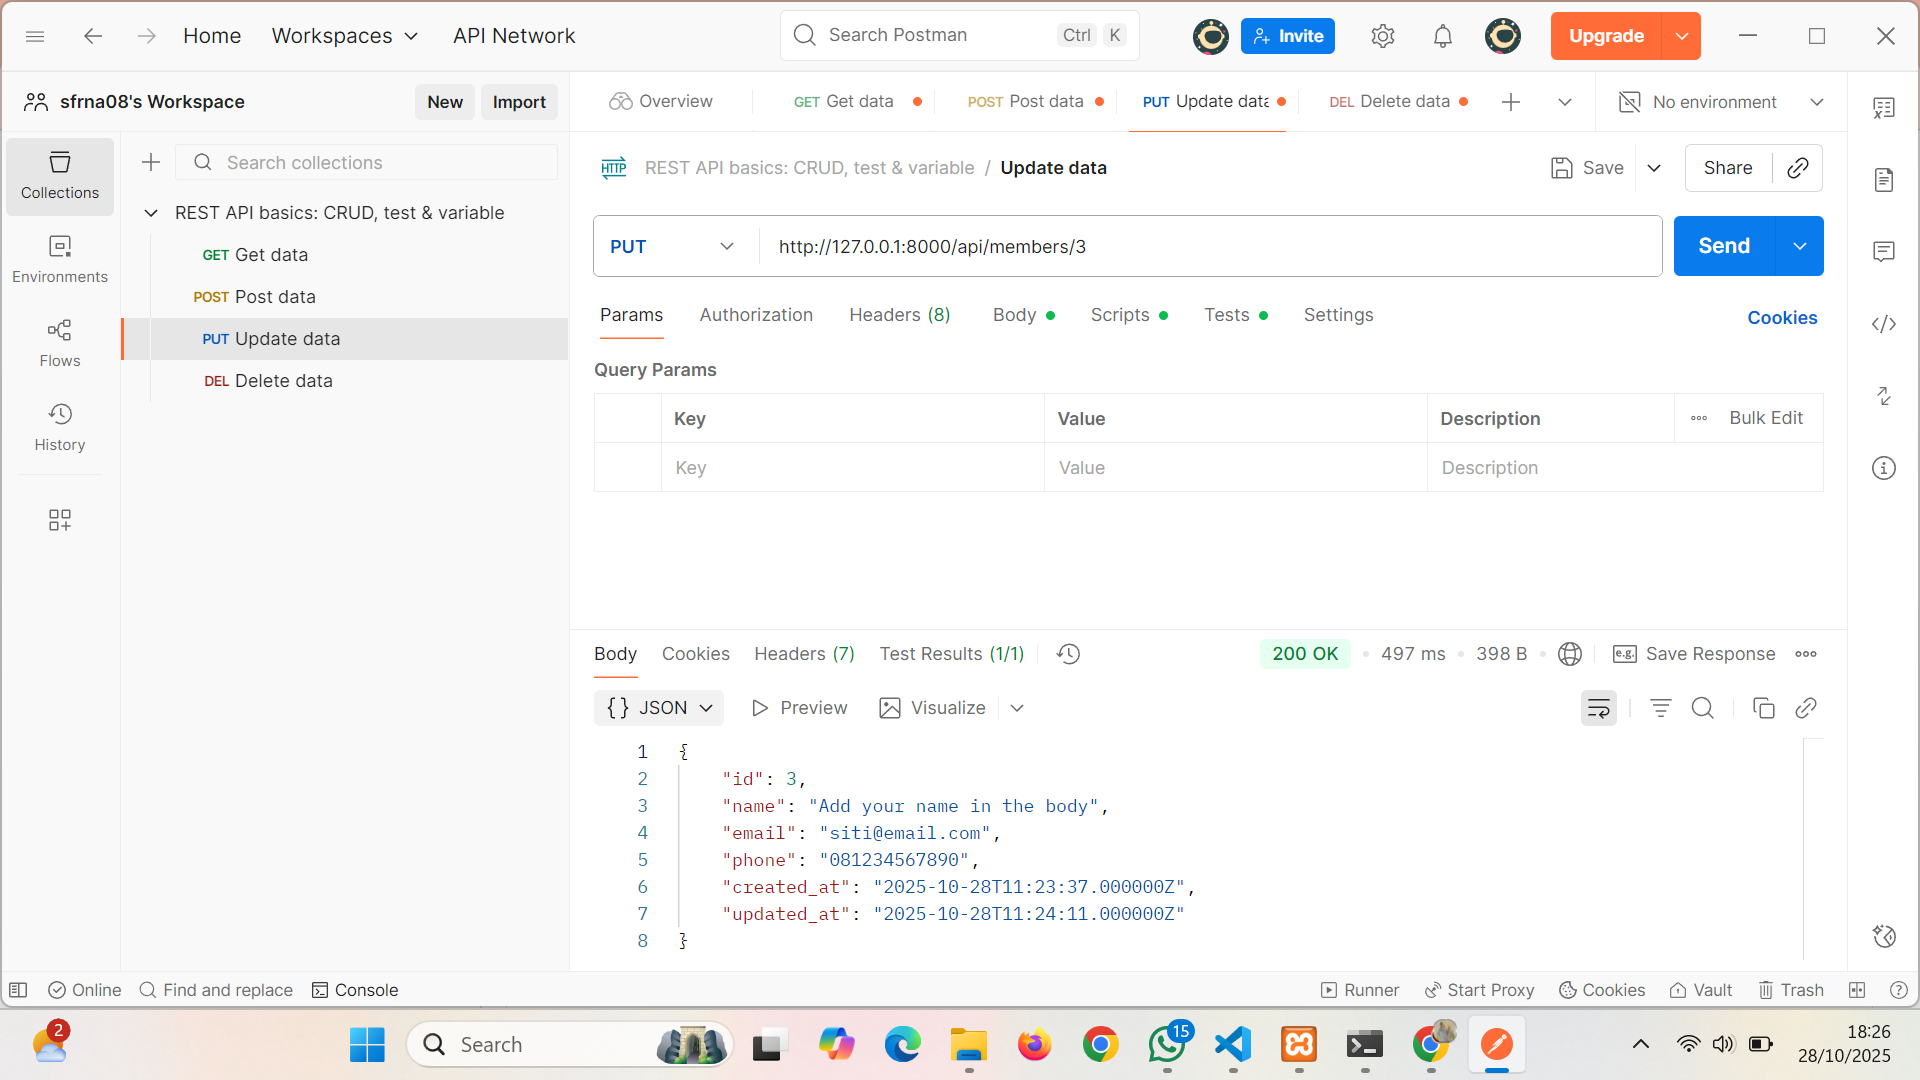 Home
Workspaces
API Network
Search Postman
Ctrl
K
Invite
Upgrade
sfrna08's Workspace
New
Import
Overview
GET Get data
POST Post data
PUT Update data
DEL Delete data
No environment
Collections
Search collections
REST API basics: CRUD, test & variable
GET Get data
POST Post data
PUT Update data
DEL Delete data
Environments
Flows
History
HTTP
REST API basics: CRUD, test & variable / Update data
Save
Share
PUT
http://127.0.0.1:8000/api/members/3
Send
Params
Authorization
Headers (8)
Body
Scripts
Tests
Settings
Cookies
Query Params
Key
Value
Description
Bulk Edit
Key
Value
Description
Body
Cookies
Headers (7)
Test Results (1/1)
200 OK
497 ms
398 B
e.g.
Save Response
{} JSON
Preview
Visualize
1 {
2 "id": 3,
3 "name": "Add your name in the body",
4 "email": "siti@email.com",
5 "phone": "081234567890",
6 "created_at": "2025-10-28T11:23:37.000000Z",
7 "updated_at": "2025-10-28T11:24:11.000000Z"
8 }
Online
Find and replace
Console
Runner
Start Proxy
Cookies
Vault
Trash
2
Search
15
18:26
28/10/2025